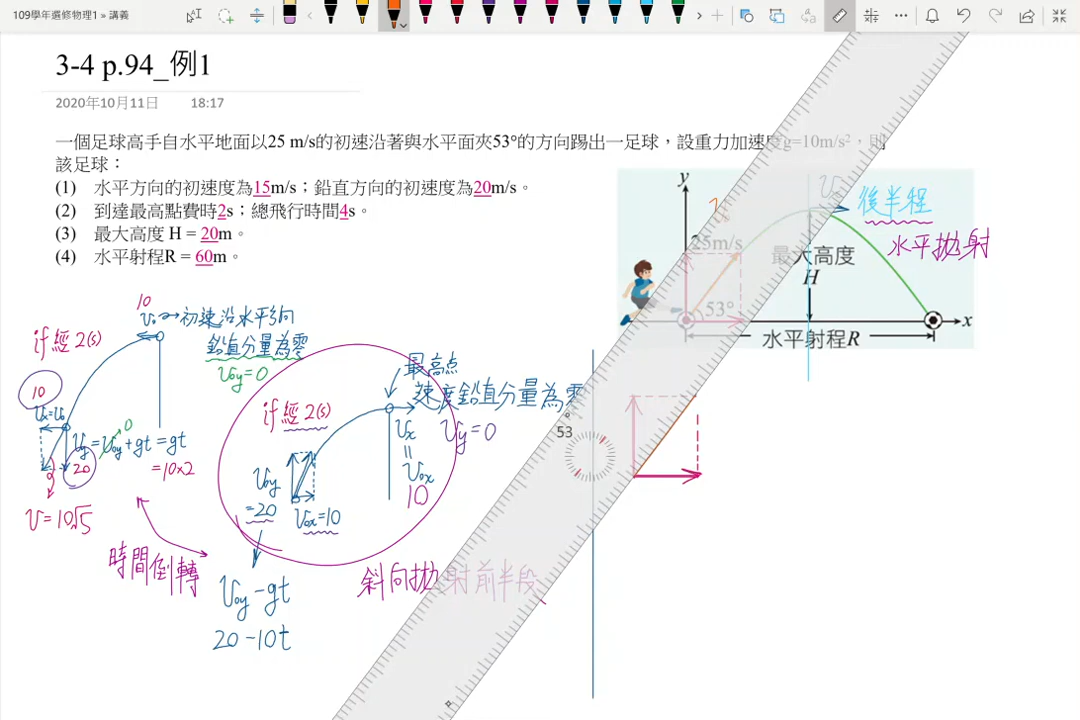 109學年選修物理1 » 講義
3-4 p.94_例1
2020年10月11日 18:17
一個足球高手自水平地面以25 m/s的初速沿著與水平面夾53°的方向踢出一足球，設重力加速度g=10m/s²，則
該足球：
(1) 水平方向的初速度為15m/s；鉛直方向的初速度為20m/s。
(2) 到達最高點費時2s；總飛行時間4s。
(3) 最大高度 H = 20m。
(4) 水平射程R = 60m。
y
後半程
水平拋射
25m/s
最大高度
H
53°
x
水平射程R
10
v₀→初速沿水平方向
鉛直分量為零
v₀y=0
if 經 2(s)
10
vx=v₀
vy=v₀y+gt=gt
0
20
=10×2
v=10√5
時間倒轉
最高点
速度鉛直分量為零
vy=0
if 經 2(s)
vx
=
v₀x
10
v₀y
=20
v₀x=10
斜向拋射前半段
v₀y-gt
20-10t
53